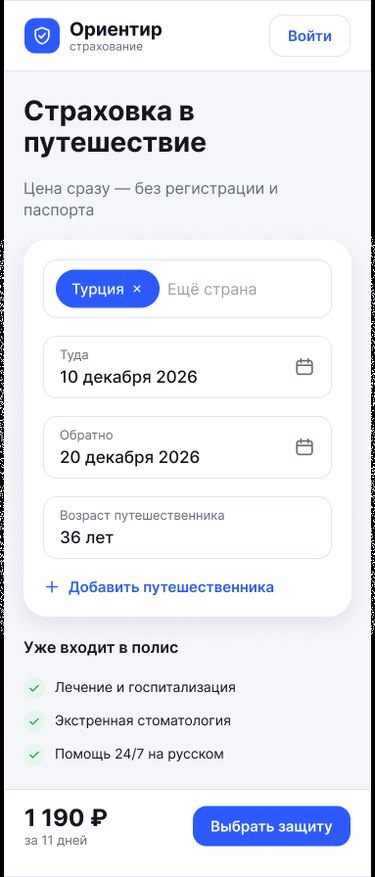 Ориентир
страхование
Войти
Страховка в
путешествие
Цена сразу — без регистрации и
паспорта
Турция ×
Ещё страна
Туда
10 декабря 2026
Обратно
20 декабря 2026
Возраст путешественника
36 лет
+ Добавить путешественника
Уже входит в полис
Лечение и госпитализация
Экстренная стоматология
Помощь 24/7 на русском
1 190 ₽
за 11 дней
Выбрать защиту